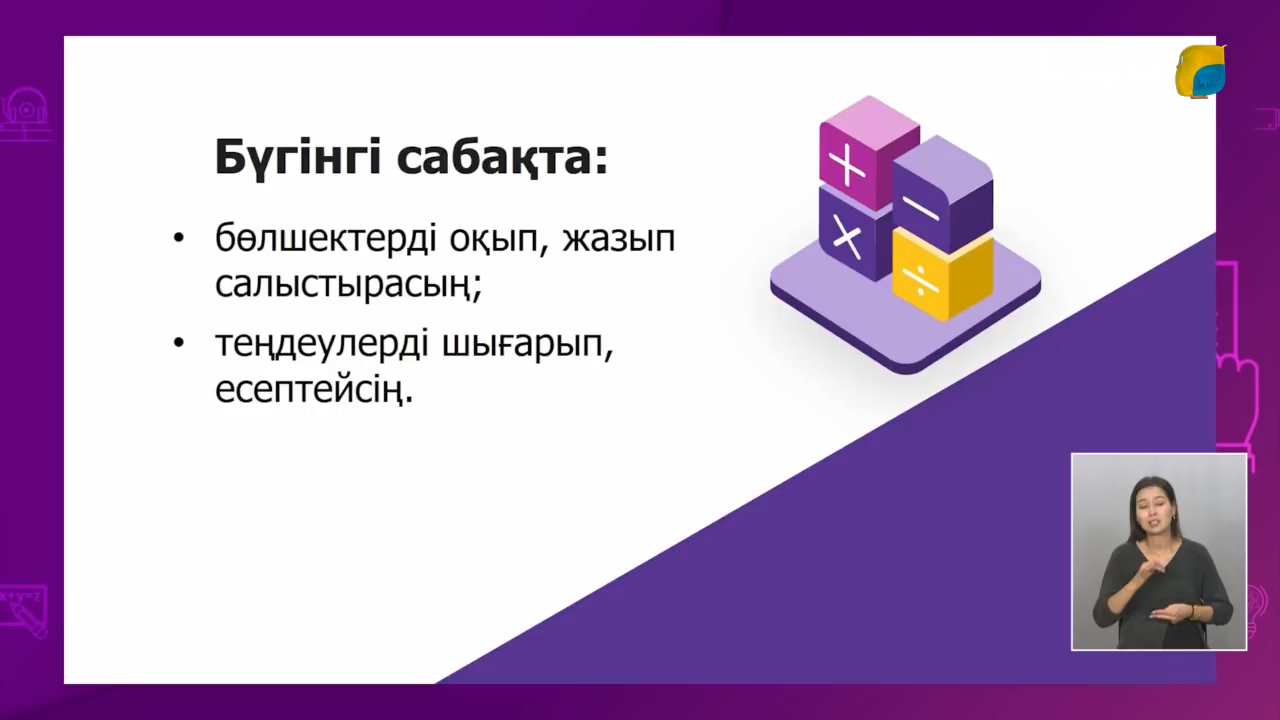 Бүгінгі сабақта:
• бөлшектерді оқып, жазып
салыстырасың;
• теңдеулерді шығарып,
есептейсің.
x+y=z